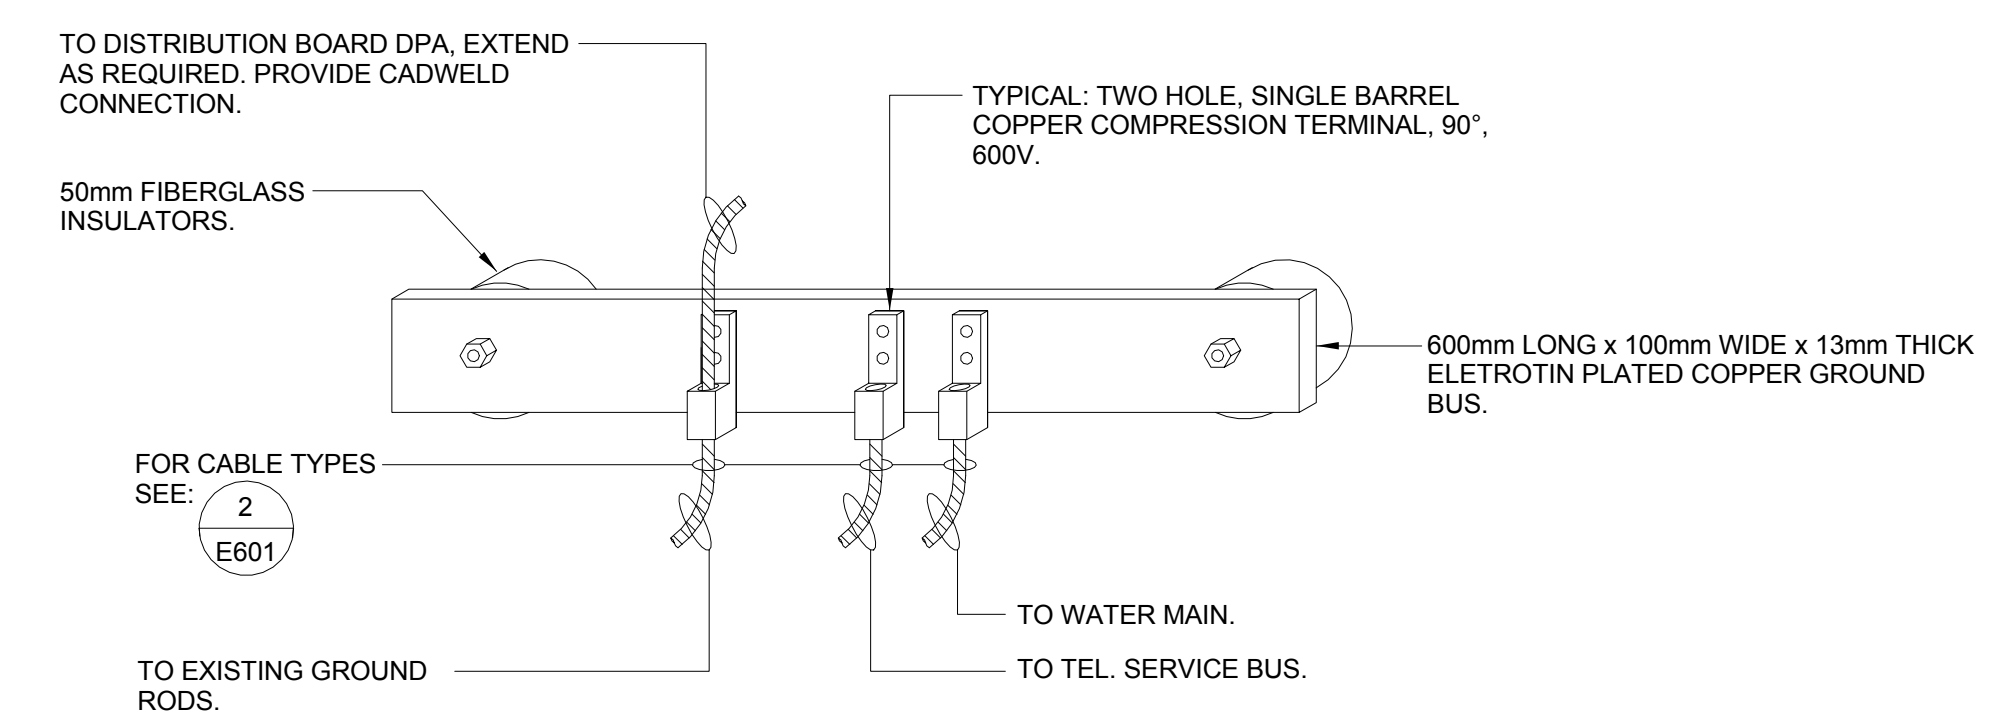 TO DISTRIBUTION BOARD DPA, EXTEND
AS REQUIRED. PROVIDE CADWELD
CONNECTION.
TYPICAL: TWO HOLE, SINGLE BARREL
COPPER COMPRESSION TERMINAL, 90°,
600V.
50mm FIBERGLASS
INSULATORS.
600mm LONG x 100mm WIDE x 13mm THICK
ELETROTIN PLATED COPPER GROUND
BUS.
FOR CABLE TYPES
SEE:
2
E601
TO WATER MAIN.
TO TEL. SERVICE BUS.
TO EXISTING GROUND
RODS.